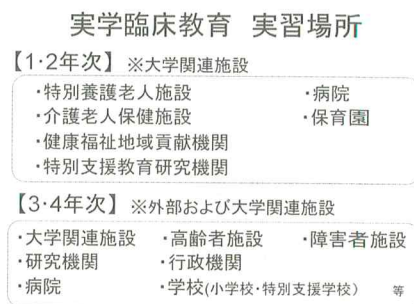 実学臨床教育　実習場所
【1･2年次】 ※大学関連施設
･特別養護老人施設　･病院
･介護老人保健施設　･保育園
･健康福祉地域貢献機関
･特別支援教育研究機関
【3･4年次】 ※外部および大学関連施設
･大学関連施設　･高齢者施設　･障害者施設
･研究機関　･行政機関
･病院　･学校(小学校･特別支援学校)　等